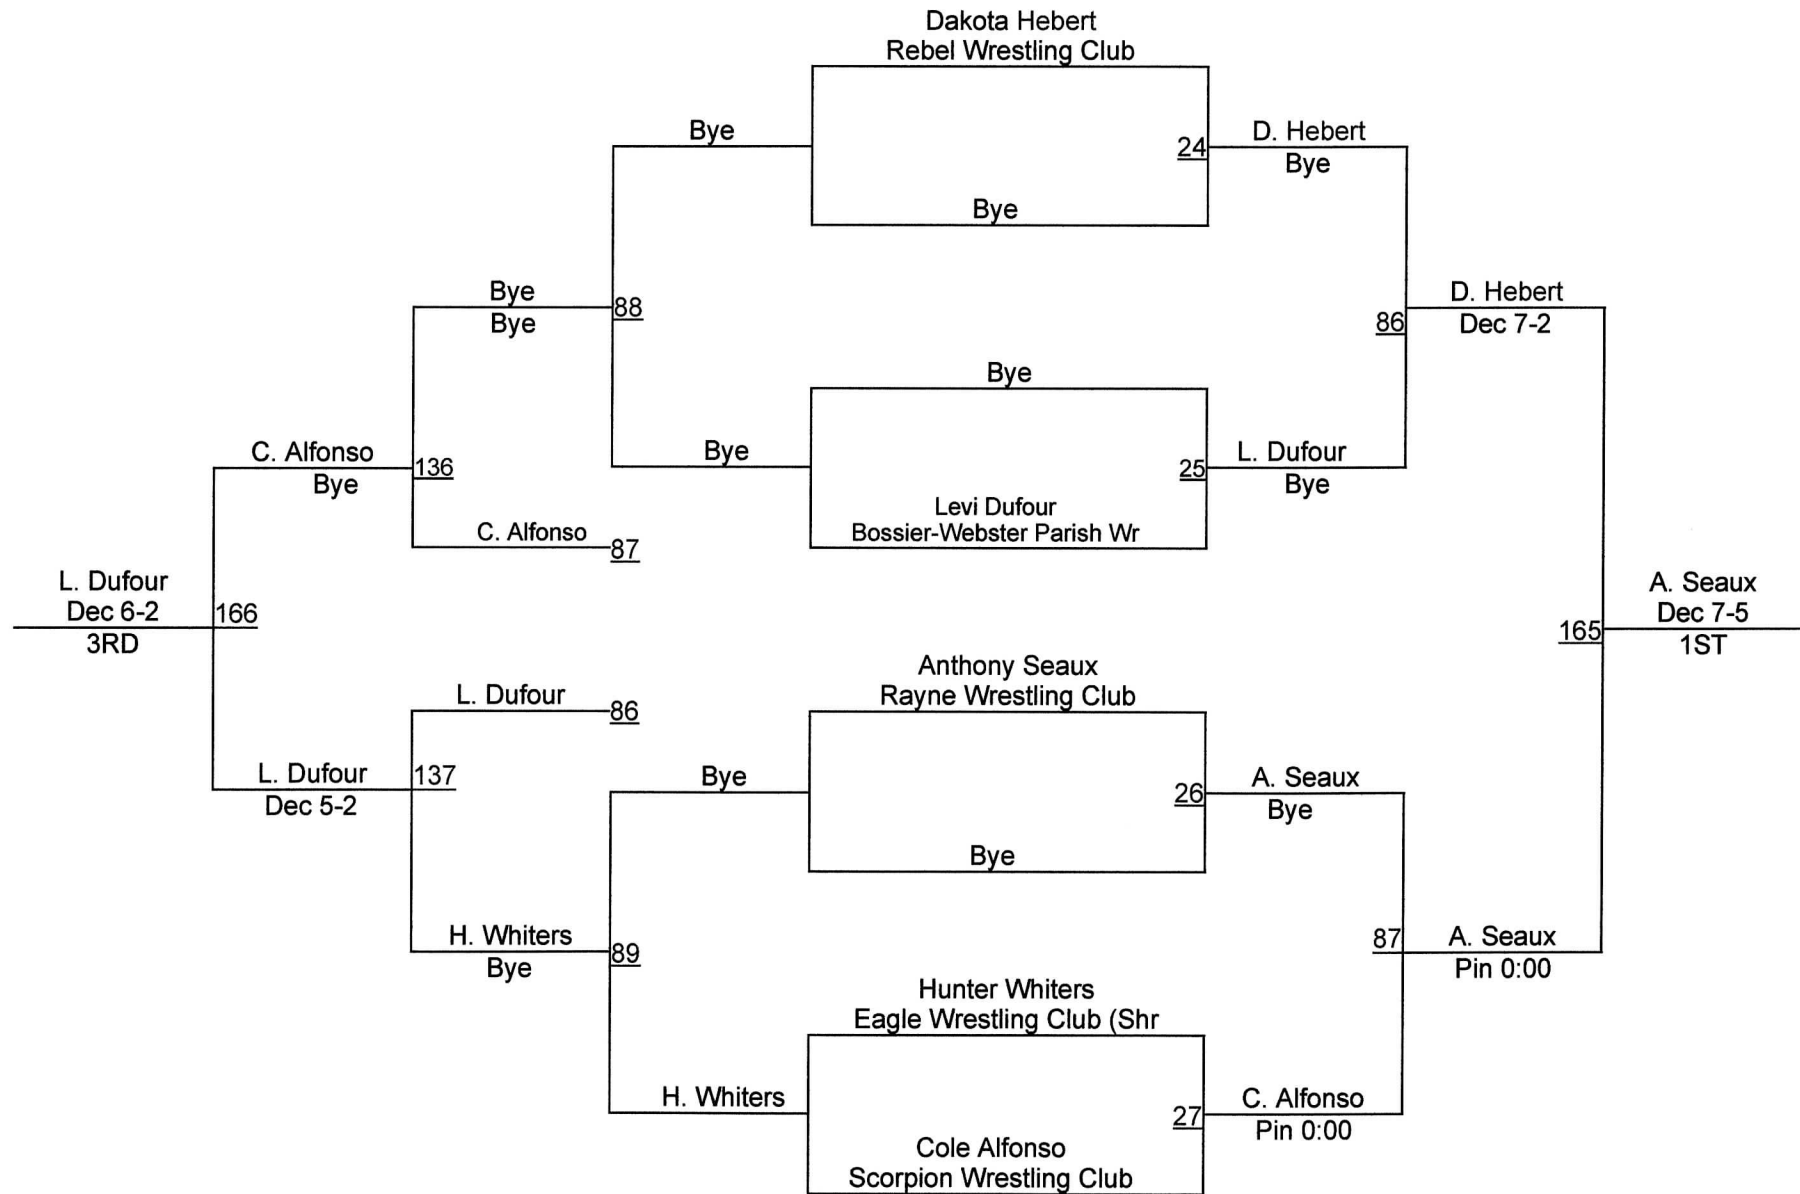 Dakota Hebert
Rebel Wrestling Club
Bye
24
D. Hebert
Bye
Bye
Bye
Bye
88
D. Hebert
Dec 7-2
86
Bye
C. Alfonso
Bye
136
Bye
25
L. Dufour
Bye
Levi Dufour
Bossier-Webster Parish Wr
C. Alfonso
87
L. Dufour
Dec 6-2
3RD
166
A. Seaux
Dec 7-5
1ST
165
Anthony Seaux
Rayne Wrestling Club
L. Dufour
86
L. Dufour
Dec 5-2
137
Bye
26
A. Seaux
Bye
Bye
H. Whiters
Bye
89
87
A. Seaux
Pin 0:00
Hunter Whiters
Eagle Wrestling Club (Shr
H. Whiters
27
C. Alfonso
Pin 0:00
Cole Alfonso
Scorpion Wrestling Club